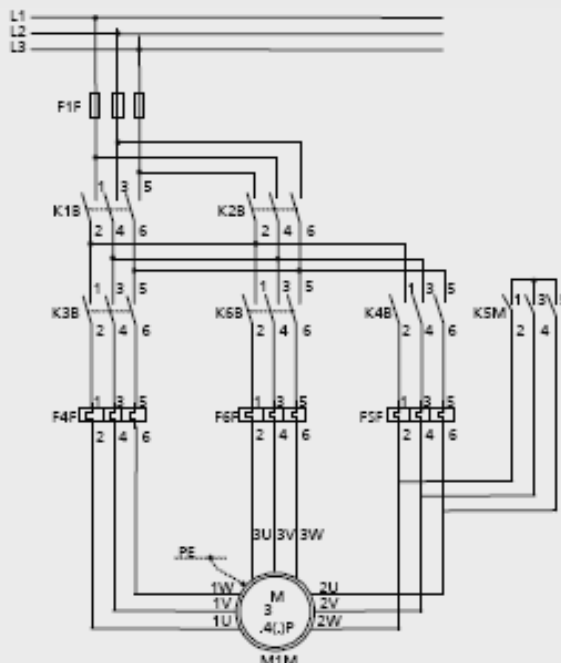 L1
L2
L3
F1F
1 3 5
K1B K2B
2 4 6 2 4 6
1 3 5 1 3 5 1 3 5 1 3
K3B K6B K4B K5M
2 4 6 2 4 6 2 4 6 2 4
1 3 5 1 3 5 1 3 5
F4F F6F F5F
2 4 6 2 4 6 2 4 6
3U 3V 3W
PE
1W M 2U
1V 3 2V
1U .4(.)P 2W
M1M